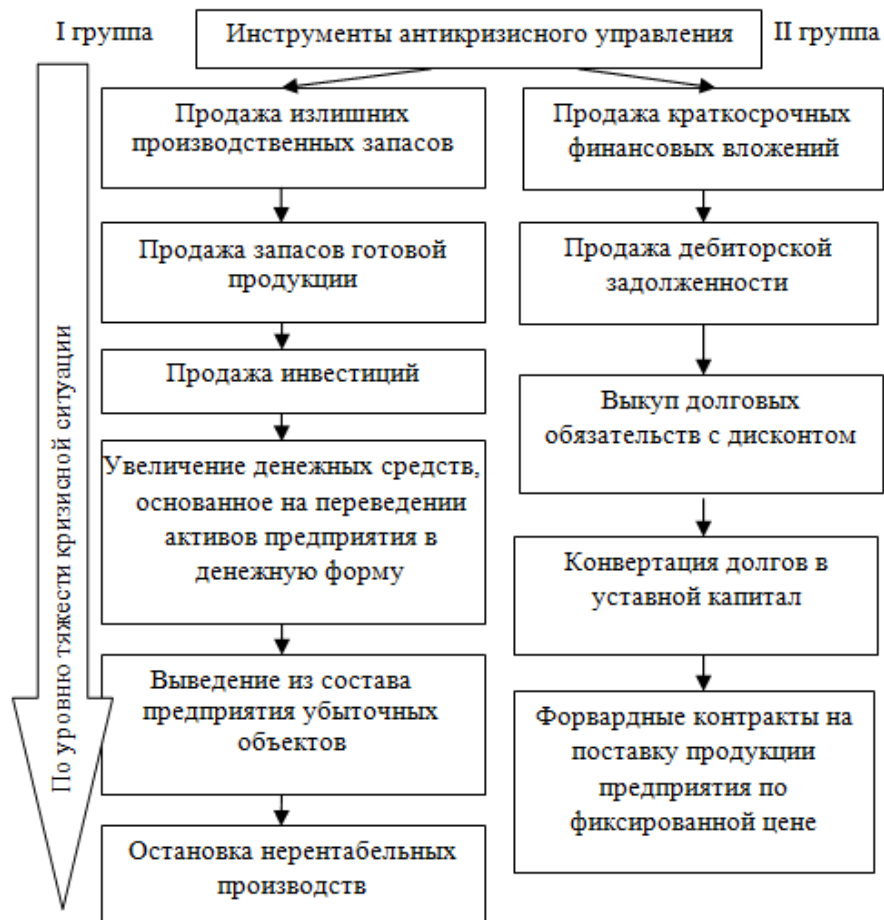 I группа
Инструменты антикризисного управления
II группа
По уровню тяжести кризисной ситуации
Продажа излишних
производственных запасов
Продажа запасов готовой
продукции
Продажа инвестиций
Увеличение денежных средств,
основанное на переведении
активов предприятия в
денежную форму
Выведение из состава
предприятия убыточных
объектов
Остановка нерентабельных
производств
Продажа краткосрочных
финансовых вложений
Продажа дебиторской
задолженности
Выкуп долговых
обязательств с дисконтом
Конвертация долгов в
уставной капитал
Форвардные контракты на
поставку продукции
предприятия по
фиксированной цене